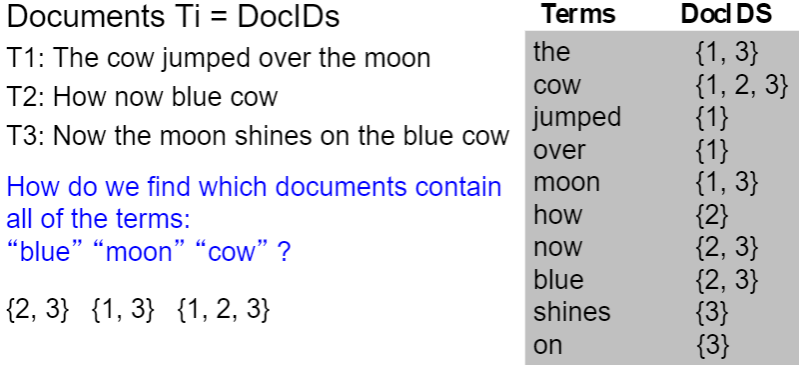 Documents Ti = DocIDs
T1: The cow jumped over the moon
T2: How now blue cow
T3: Now the moon shines on the blue cow
How do we find which documents contain
all of the terms:
“blue” “moon” “cow” ?
{2, 3} {1, 3} {1, 2, 3}
Terms DocIDS
the {1, 3}
cow {1, 2, 3}
jumped {1}
over {1}
moon {1, 3}
how {2}
now {2, 3}
blue {2, 3}
shines {3}
on {3}